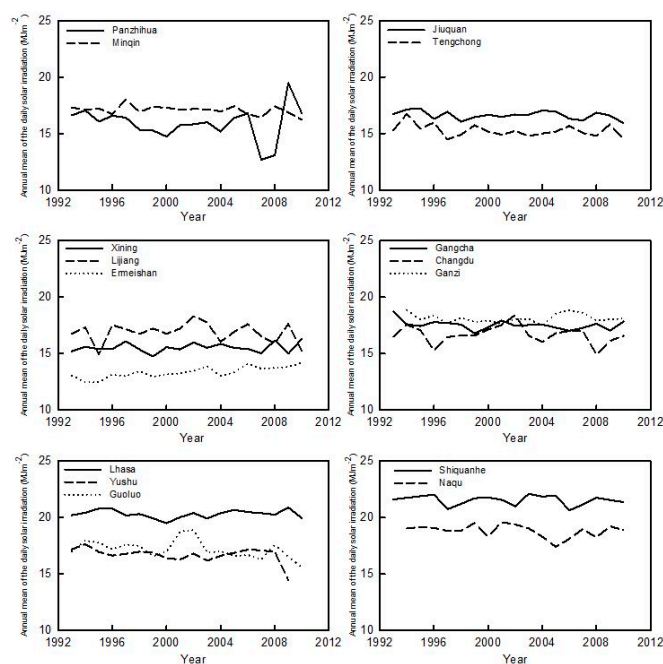 Annual mean of the daily solar irradiation (MJm⁻²)
25
20
15
10
Panzhihua
Minqin
1992 1996 2000 2004 2008 2012
Year
Annual mean of the daily solar irradiation (MJm⁻²)
25
20
15
10
Jiuquan
Tengchong
1992 1996 2000 2004 2008 2012
Year
Annual mean of the daily solar irradiation (MJm⁻²)
25
20
15
10
Xining
Lijiang
Ermeishan
1992 1996 2000 2004 2008 2012
Year
Annual mean of the daily solar irradiation (MJm⁻²)
25
20
15
10
Gangcha
Changdu
Ganzi
1992 1996 2000 2004 2008 2012
Year
Annual mean of the daily solar irradiation (MJm⁻²)
25
20
15
10
Lhasa
Yushu
Guoluo
1992 1996 2000 2004 2008 2012
Year
Annual mean of the daily solar irradiation (MJm⁻²)
25
20
15
10
Shiquanhe
Naqu
1992 1996 2000 2004 2008 2012
Year